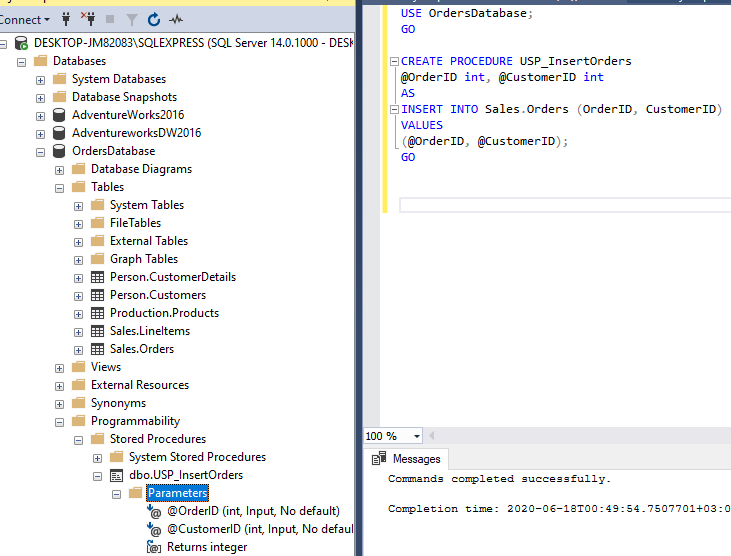 Connect
DESKTOP-JM82083\SQLEXPRESS (SQL Server 14.0.1000 - DESK
Databases
System Databases
Database Snapshots
AdventureWorks2016
AdventureworksDW2016
OrdersDatabase
Database Diagrams
Tables
System Tables
FileTables
External Tables
Graph Tables
Person.CustomerDetails
Person.Customers
Production.Products
Sales.LineItems
Sales.Orders
Views
External Resources
Synonyms
Programmability
Stored Procedures
System Stored Procedures
dbo.USP_InsertOrders
Parameters
@OrderID (int, Input, No default)
@CustomerID (int, Input, No defaul
Returns integer
USE OrdersDatabase;
GO
CREATE PROCEDURE USP_InsertOrders
@OrderID int, @CustomerID int
AS
INSERT INTO Sales.Orders (OrderID, CustomerID)
VALUES
(@OrderID, @CustomerID);
GO
100 %
Messages
Commands completed successfully.
Completion time: 2020-06-18T00:49:54.7507701+03:0